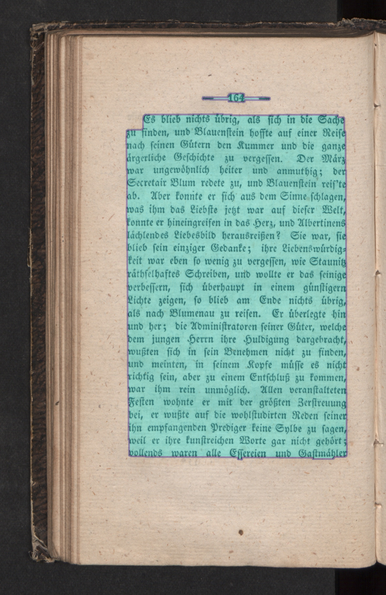 164
Es blieb nichts übrig, als sich in die Sache
zu finden, und Blauenstein hoffte auf einer Reise
nach seinen Gütern den Kummer und die ganze
ärgerliche Geschichte zu vergessen. Der März
war ungewöhnlich heiter und anmuthig; der
Secretair Blum redete zu, und Blauenstein reis'te
ab. Aber konnte er sich aus dem Sinne schlagen,
was ihm das Liebste jetzt war auf dieser Welt,
konnte er hineingreifen in das Herz, und Albertinens
lächlendes Liebesbild herausreißen? Sie war, sie
blieb sein einziger Gedanke; ihre Liebenswürdig-
keit war eben so wenig zu vergessen, wie Staunitz
räthselhaftes Schreiben, und wollte er das seinige
verbessern, sich überhaupt in einem günstigern
Lichte zeigen, so blieb am Ende nichts übrig,
als nach Blumenau zu reisen. Er überlegte hin
und her; die Administratoren seiner Güter, welche
dem jungen Herrn ihre Huldigung dargebracht,
wußten sich in sein Benehmen nicht zu finden,
und meinten, in seinem Kopfe müsse es nicht
richtig sein, aber zu einem Entschluß zu kommen,
war ihm rein unmöglich. Allen veranstalteten
Festen wohnte er mit der größten Zerstreuung
bei, er wußte auf die wohlstudirten Reden seiner
ihn empfangenden Prediger keine Sylbe zu sagen,
weil er ihre kunstreichen Worte gar nicht gehört;
vollends waren alle Essereien und Gastmähler